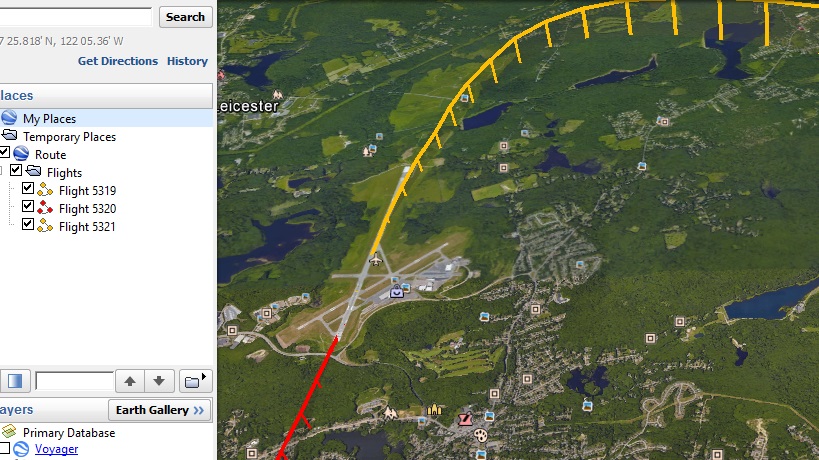 Search
7 25.818' N, 122 05.36' W
Get Directions History
laces
My Places
Temporary Places
Route
Flights
Flight 5319
Flight 5320
Flight 5321
ayers
Earth Gallery >>
Primary Database
Voyager
Leicester